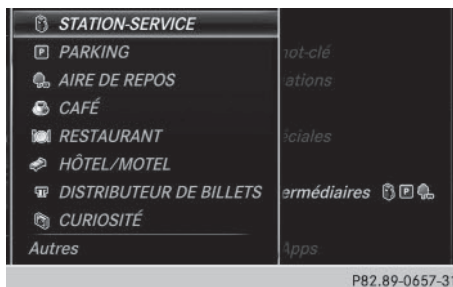 STATION-SERVICE
PARKING
AIRE DE REPOS
CAFÉ
RESTAURANT
HÔTEL/MOTEL
DISTRIBUTEUR DE BILLETS
CURIOSITÉ
Autres
mot-clé
ations
éciales
ermédiaires
Apps
P82.89-0657-31